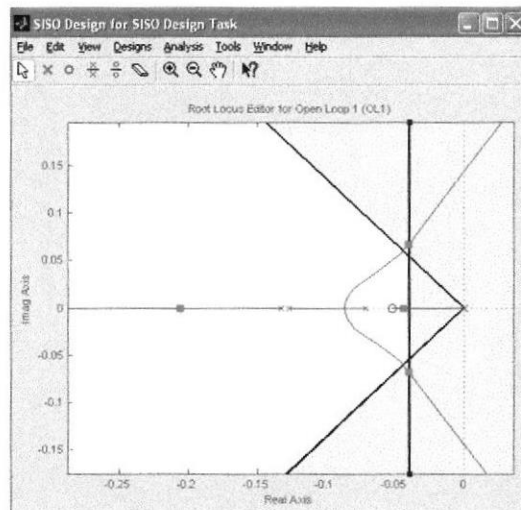 SISO Design for SISO Design Task
File Edit View Designs Analysis Tools Window Help
Root Locus Editor for Open Loop 1 (OL1)
0.15
0.1
0.05
0
-0.05
-0.1
-0.15
Imag Axis
-0.25 -0.2 -0.15 -0.1 -0.05 0
Real Axis